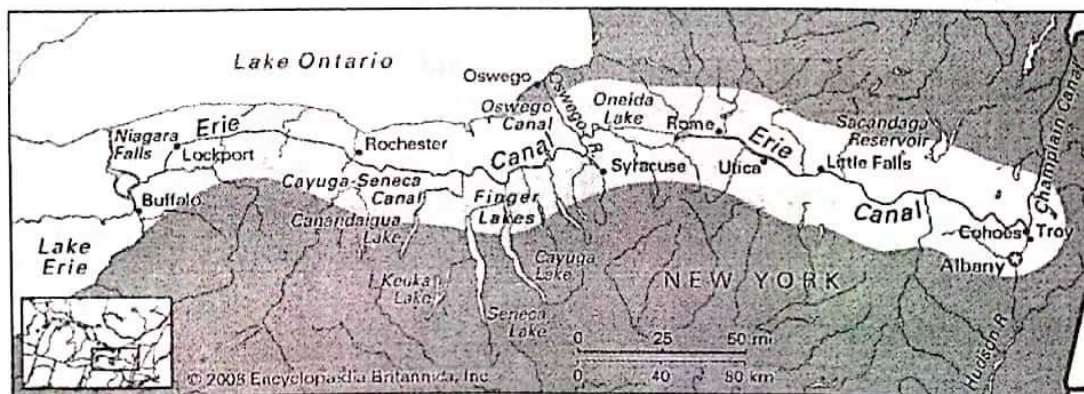 Lake Ontario
Oswego
Oswego R.
Oswego
Canal
Oneida
Lake
Rome
Sacandaga
Reservoir
Champlain Canal
Niagara
Falls
Erie
Lockport
Rochester
Canal
Syracuse
Utica
Erie
Little Falls
Buffalo
Cayuga-Seneca
Canal
Finger
Lakes
Canal
Canandaigua
Lake
Cohoes
Troy
Lake
Erie
Keuka
Lake
Cayuga
Lake
NEW YORK
Albany
Seneca
Lake
0 25 50 mi
0 40 80 km
Hudson R.
© 2008 Encyclopædia Britannica, Inc.